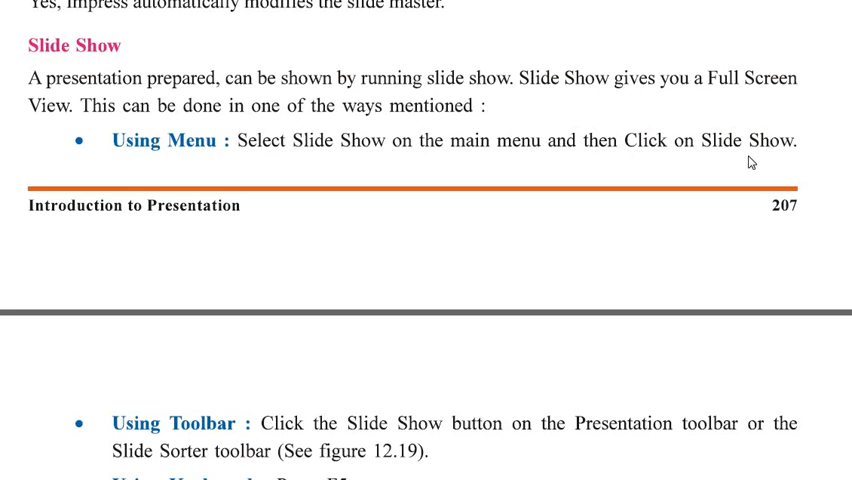 Yes, Impress automatically modifies the slide master.
Slide Show
A presentation prepared, can be shown by running slide show. Slide Show gives you a Full Screen
View. This can be done in one of the ways mentioned :
• Using Menu : Select Slide Show on the main menu and then Click on Slide Show.
Introduction to Presentation 207
• Using Toolbar : Click the Slide Show button on the Presentation toolbar or the
Slide Sorter toolbar (See figure 12.19).